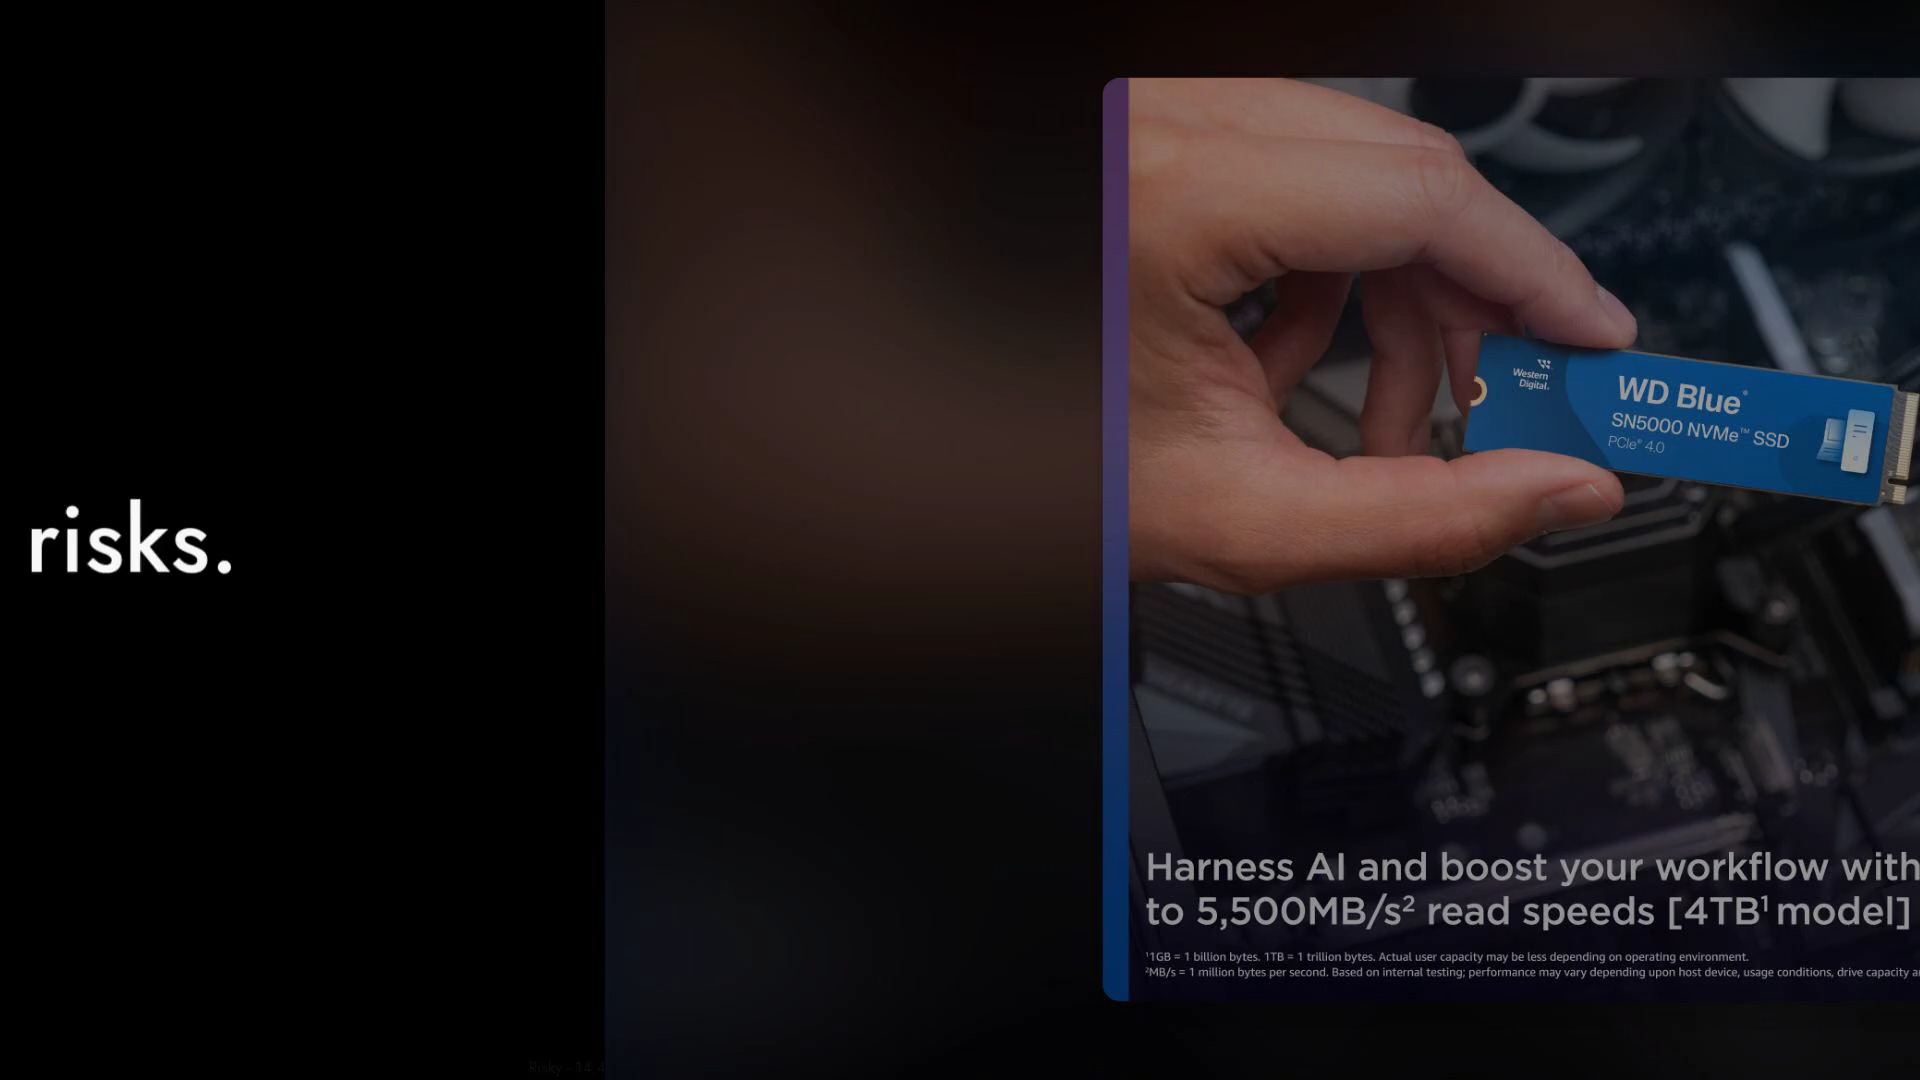 risks.
Western
Digital.
WD Blue®
SN5000 NVMe™ SSD
PCIe® 4.0
Harness AI and boost your workflow with
to 5,500MB/s² read speeds [4TB¹ model]
¹1GB = 1 billion bytes. 1TB = 1 trillion bytes. Actual user capacity may be less depending on operating environment.
²MB/s = 1 million bytes per second. Based on internal testing; performance may vary depending upon host device, usage conditions, drive capacity
Risky - 14